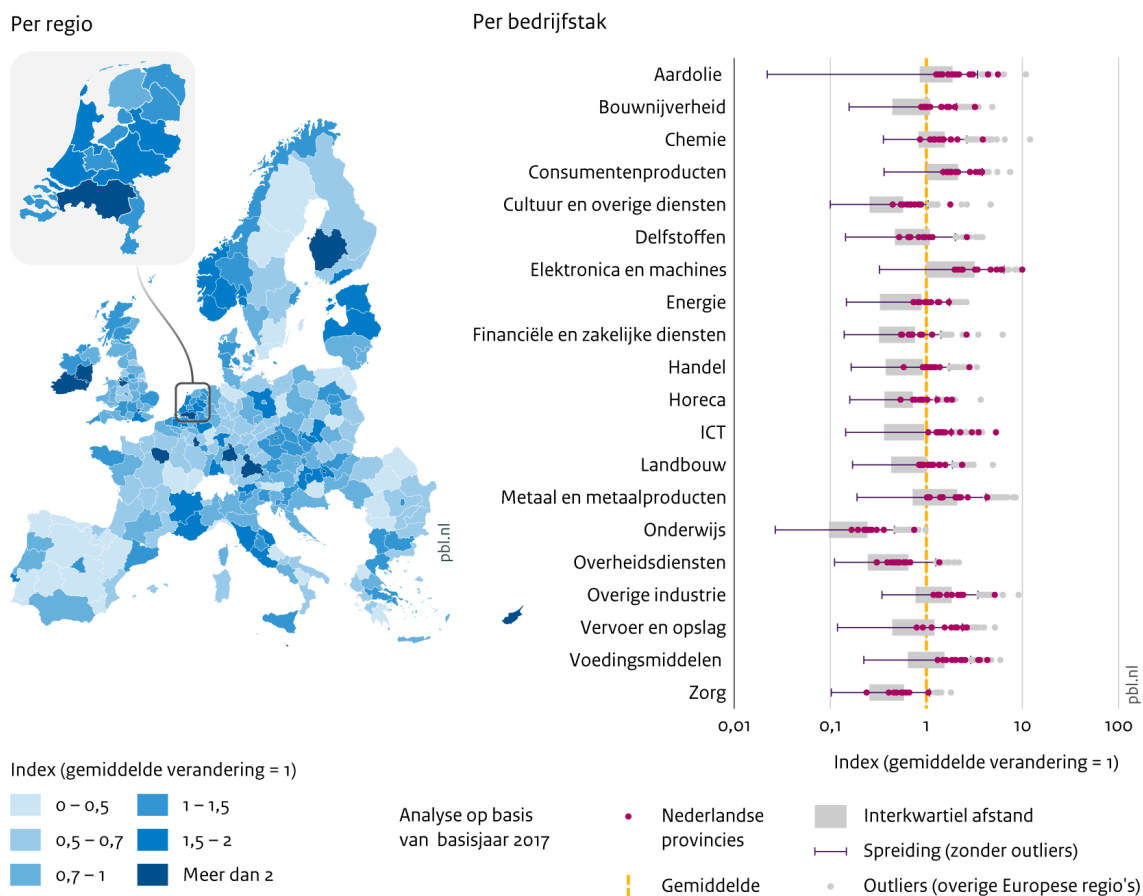 Per regio
Per bedrijfstak
Aardolie
Bouwnijverheid
Chemie
Consumentenproducten
Cultuur en overige diensten
Delfstoffen
Elektronica en machines
Energie
Financiële en zakelijke diensten
Handel
Horeca
ICT
Landbouw
Metaal en metaalproducten
Onderwijs
Overheidsdiensten
Overige industrie
Vervoer en opslag
Voedingsmiddelen
Zorg
0,01
0,1
1
10
100
Index (gemiddelde verandering = 1)
pbl.nl
pbl.nl
Index (gemiddelde verandering = 1)
0 – 0,5
0,5 – 0,7
0,7 – 1
1 – 1,5
1,5 – 2
Meer dan 2
Analyse op basis
van basisjaar 2017
Nederlandse
provincies
Gemiddelde
Interkwartiel afstand
Spreiding (zonder outliers)
Outliers (overige Europese regio's)